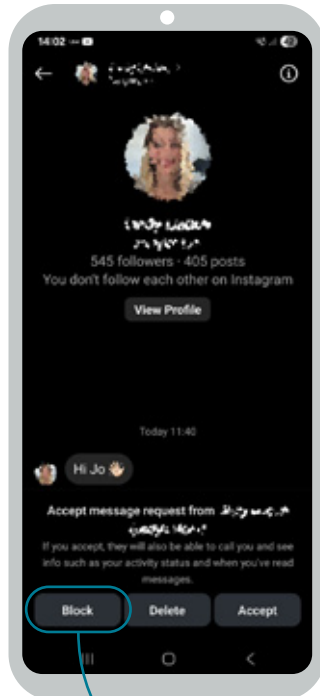 14:02
545 followers · 405 posts
You don't follow each other on Instagram
View Profile
Today 11:40
Hi Jo 👋🏻
Accept message request from
If you accept, they will also be able to call you and see
info such as your activity status and when you've read
messages.
Block Delete Accept